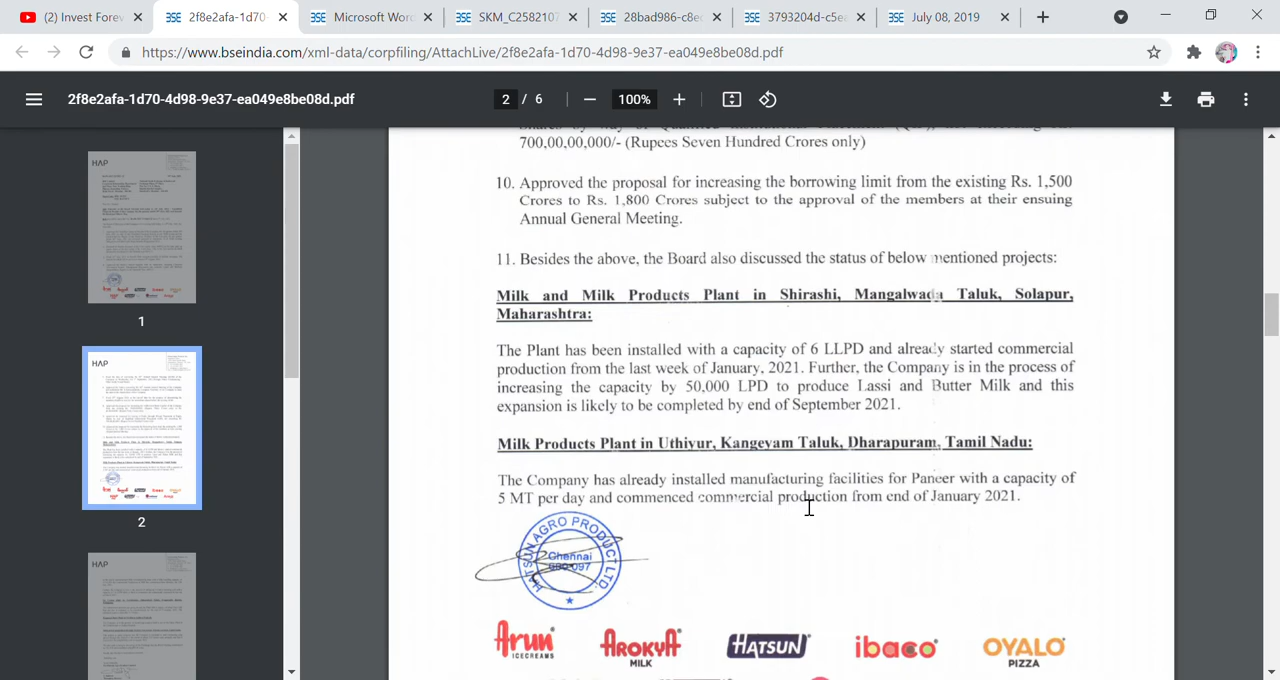 (2) Invest Forev
2f8e2afa-1d70-
Microsoft Word
SKM_C2582107
28bad986-c8ec
3793204d-c5ea
July 08, 2019
https://www.bseindia.com/xml-data/corpfiling/AttachLive/2f8e2afa-1d70-4d98-9e37-ea049e8be08d.pdf
2f8e2afa-1d70-4d98-9e37-ea049e8be08d.pdf
2 / 6
100%
HAP
1
HAP
2
HAP
700,00,00,000/- (Rupees Seven Hundred Crores only)
10. Approved the proposal for increasing the borrowing limit from the existing Rs. 1,500
Crores to Rs. 1,800 Crores subject to the approval of the members at their ensuing
Annual General Meeting.
11. Besides the above, the Board also discussed the status of below mentioned projects:
Milk and Milk Products Plant in Shirashi, Mangalwada Taluk, Solapur,
Maharashtra:
The Plant has been installed with a capacity of 6 LLPD and already started commercial
production from the last week of January, 2021. Further, the Company is in the process of
increasing the capacity by 50,000 LPD to produce Lassi and Butter Milk and this
expansion is likely to be completed by end of September 2021.
Milk Products Plant in Uthiyur, Kangeyam Taluk, Dharapuram, Tamil Nadu:
The Company has already installed manufacturing facilities for Paneer with a capacity of
5 MT per day and commenced commercial production from end of January 2021.
HATSUN AGRO PRODUCT LTD
Chennai
600 097
Arun
ICECREAMS
AROKYA
MILK
HATSUN
ibaco
OYALO
PIZZA